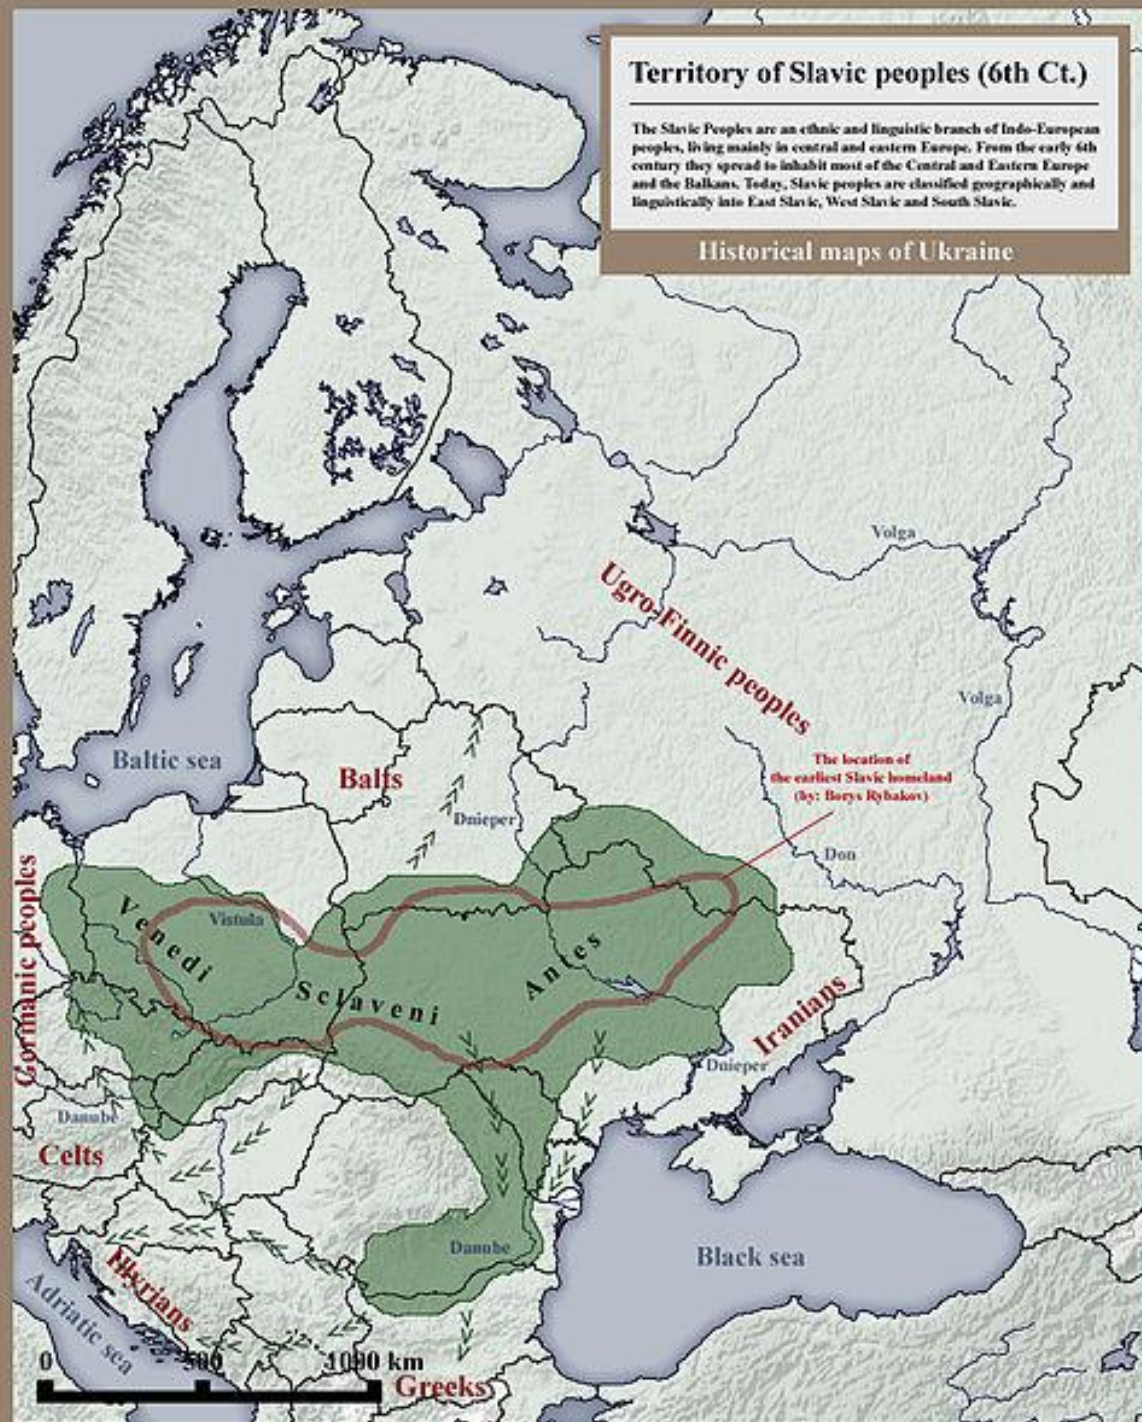 Territory of Slavic peoples (6th Ct.)
The Slavic Peoples are an ethnic and linguistic branch of Indo-European
peoples, living mainly in central and eastern Europe. From the early 6th
century they spread to inhabit most of the Central and Eastern Europe
and the Balkans. Today, Slavic peoples are classified geographically and
linguistically into East Slavic, West Slavic and South Slavic.
Historical maps of Ukraine
Volga
Ugro-Finnic peoples
Volga
Baltic sea
Balts
The location of
the earliest Slavic homeland
(by: Borys Rybakov)
Dnieper
Don
Germanic peoples
Venedi
Vistula
Antes
Sclaveni
Iranians
Dnieper
Danube
Celts
Danube
Black sea
Illyrians
Adriatic sea
0 500 1000 km
Greeks